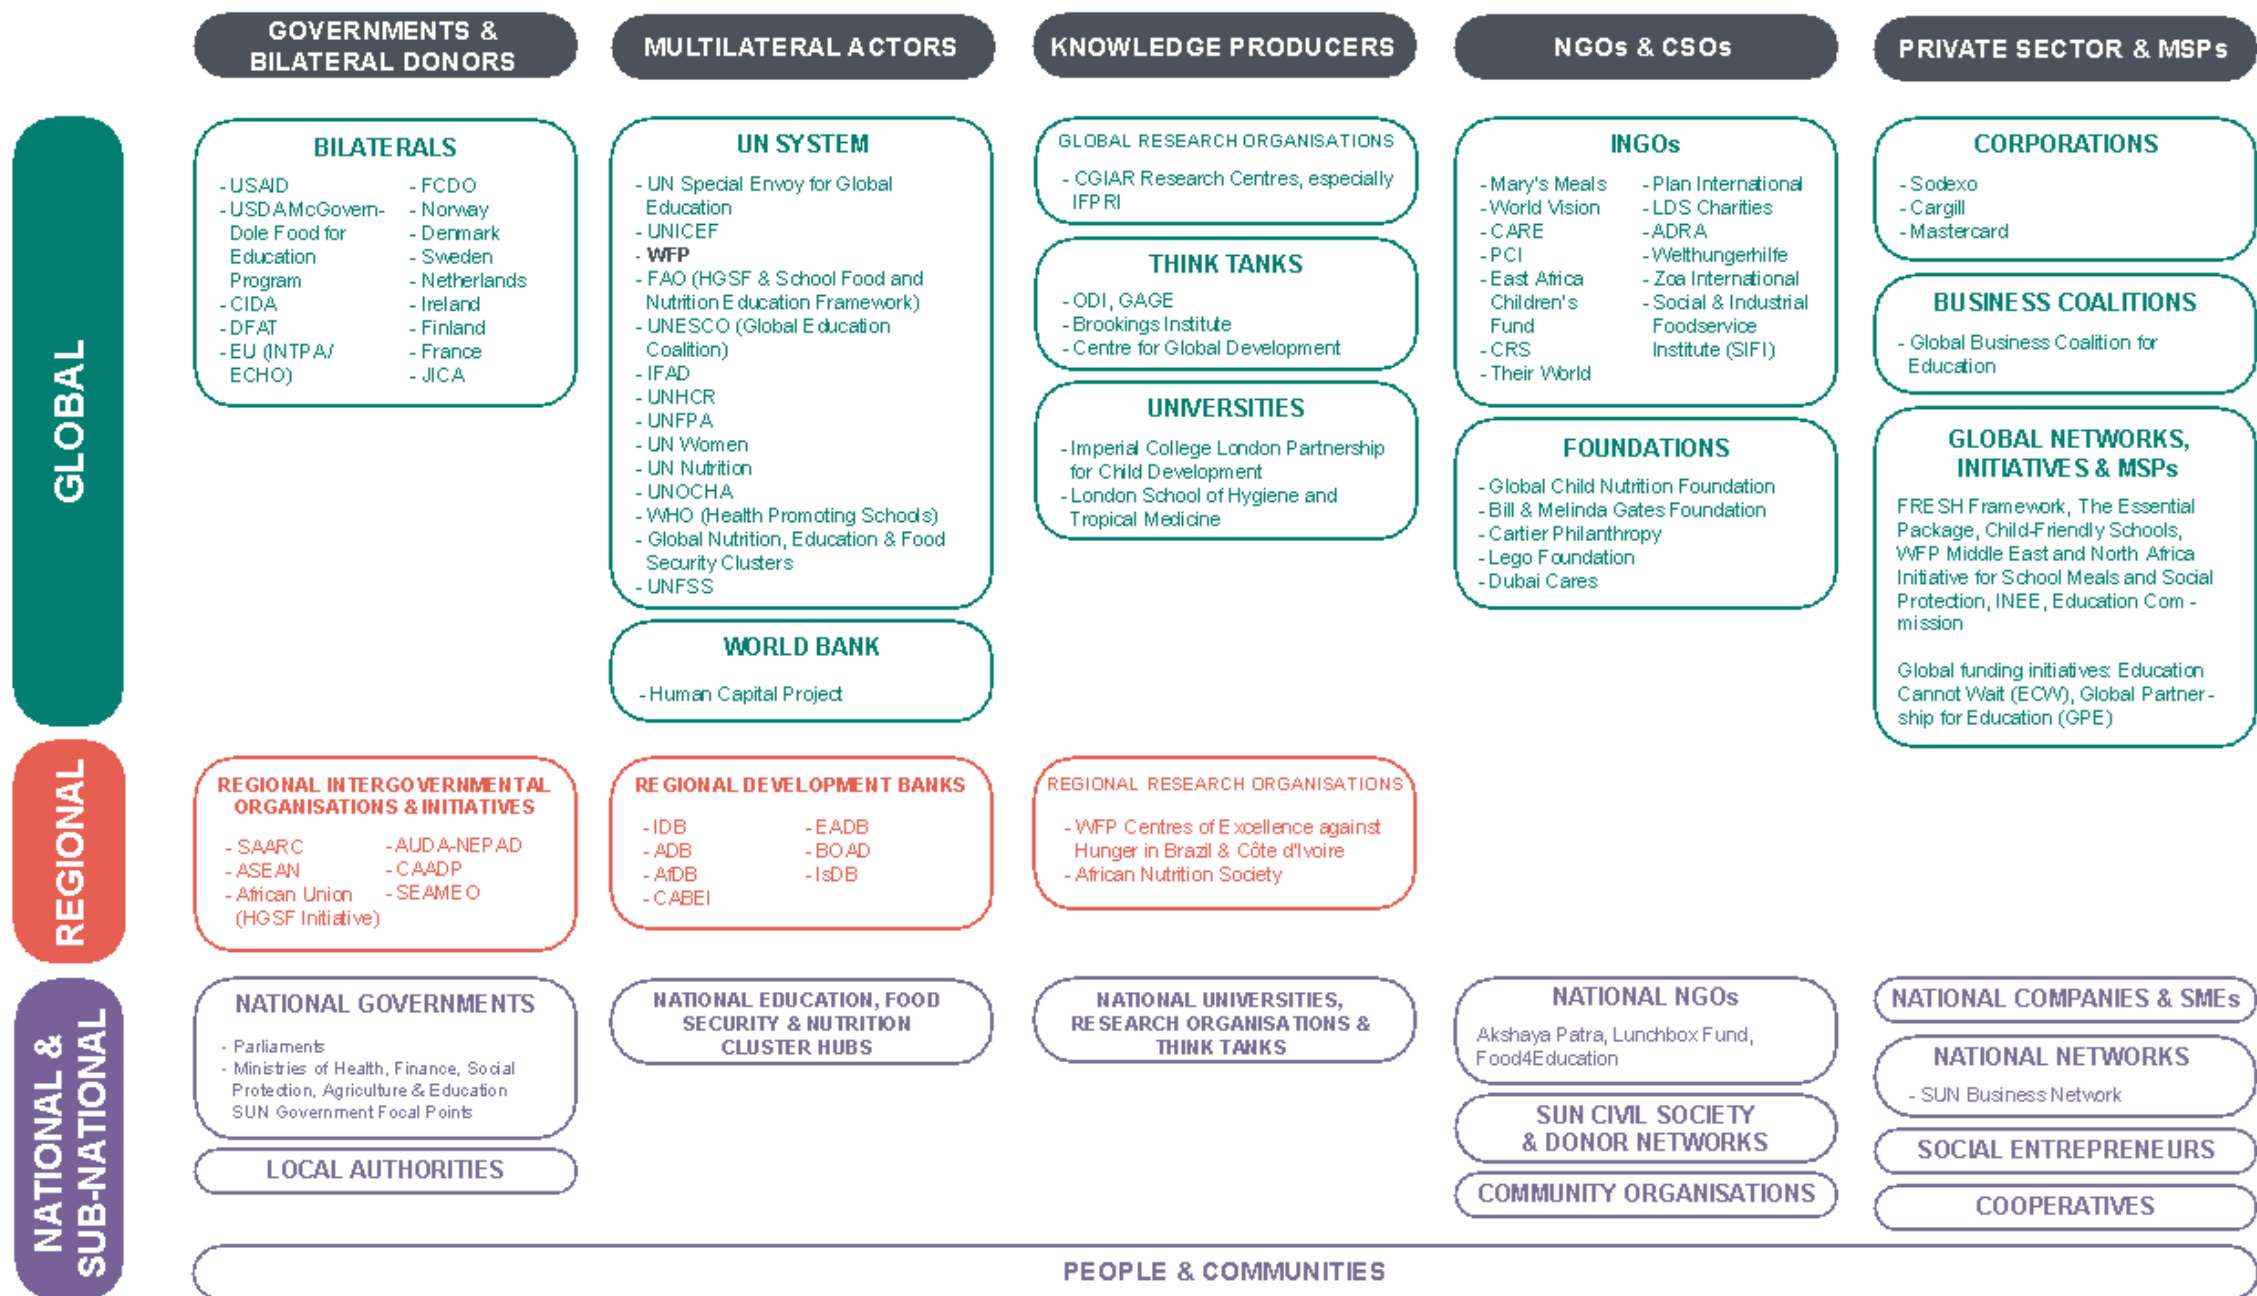 GOVERNMENTS &
BILATERAL DONORS
MULTILATERAL ACTORS
KNOWLEDGE PRODUCERS
NGOs & CSOs
PRIVATE SECTOR & MSPs
GLOBAL
BILATERALS
- USAID
- USDA McGovern-
Dole Food for
Education
Program
- CIDA
- DFAT
- EU (INTPA/
ECHO)
- FCDO
- Norway
- Denmark
- Sweden
- Netherlands
- Ireland
- Finland
- France
- JICA
UN SYSTEM
- UN Special Envoy for Global
Education
- UNICEF
- WFP
- FAO (HGSF & School Food and
Nutrition Education Framework)
- UNESCO (Global Education
Coalition)
- IFAD
- UNHCR
- UNFPA
- UN Women
- UN Nutrition
- UNOCHA
- WHO (Health Promoting Schools)
- Global Nutrition, Education & Food
Security Clusters
- UNFSS
WORLD BANK
- Human Capital Project
GLOBAL RESEARCH ORGANISATIONS
- CGIAR Research Centres, especially
IFPRI
THINK TANKS
- ODI, GAGE
- Brookings Institute
- Centre for Global Development
UNIVERSITIES
- Imperial College London Partnership
for Child Development
- London School of Hygiene and
Tropical Medicine
INGOs
- Mary's Meals
- World Vision
- CARE
- PCI
- East Africa
Children's
Fund
- CRS
- Their World
- Plan International
- LDS Charities
- ADRA
- Welthungerhilfe
- Zoa International
- Social & Industrial
Foodservice
Institute (SIFI)
FOUNDATIONS
- Global Child Nutrition Foundation
- Bill & Melinda Gates Foundation
- Cartier Philanthropy
- Lego Foundation
- Dubai Cares
CORPORATIONS
- Sodexo
- Cargill
- Mastercard
BUSINESS COALITIONS
- Global Business Coalition for
Education
GLOBAL NETWORKS,
INITIATIVES & MSPs
FRESH Framework, The Essential
Package, Child-Friendly Schools,
WFP Middle East and North Africa
Initiative for School Meals and Social
Protection, INEE, Education Com -
mission
Global funding initiatives: Education
Cannot Wait (ECW), Global Partner -
ship for Education (GPE)
REGIONAL
REGIONAL INTERGOVERNMENTAL
ORGANISATIONS & INITIATIVES
- SAARC
- ASEAN
- African Union
(HGSF Initiative)
- AUDA-NEPAD
- CAADP
- SEAMEO
REGIONAL DEVELOPMENT BANKS
- IDB
- ADB
- AfDB
- CABEI
- EADB
- BOAD
- IsDB
REGIONAL RESEARCH ORGANISATIONS
- WFP Centres of Excellence against
Hunger in Brazil & Côte d'Ivoire
- African Nutrition Society
NATIONAL &
SUB-NATIONAL
NATIONAL GOVERNMENTS
- Parliaments
- Ministries of Health, Finance, Social
Protection, Agriculture & Education
SUN Government Focal Points
LOCAL AUTHORITIES
NATIONAL EDUCATION, FOOD
SECURITY & NUTRITION
CLUSTER HUBS
NATIONAL UNIVERSITIES,
RESEARCH ORGANISATIONS &
THINK TANKS
NATIONAL NGOs
Akshaya Patra, Lunchbox Fund,
Food4Education
SUN CIVIL SOCIETY
& DONOR NETWORKS
COMMUNITY ORGANISATIONS
NATIONAL COMPANIES & SMEs
NATIONAL NETWORKS
- SUN Business Network
SOCIAL ENTREPRENEURS
COOPERATIVES
PEOPLE & COMMUNITIES